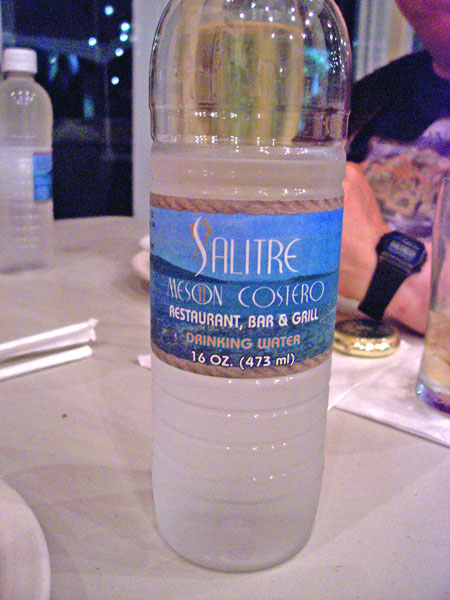 SALITRE
MESON COSTERO
RESTAURANT, BAR & GRILL
DRINKING WATER
16 OZ. (473 ml)